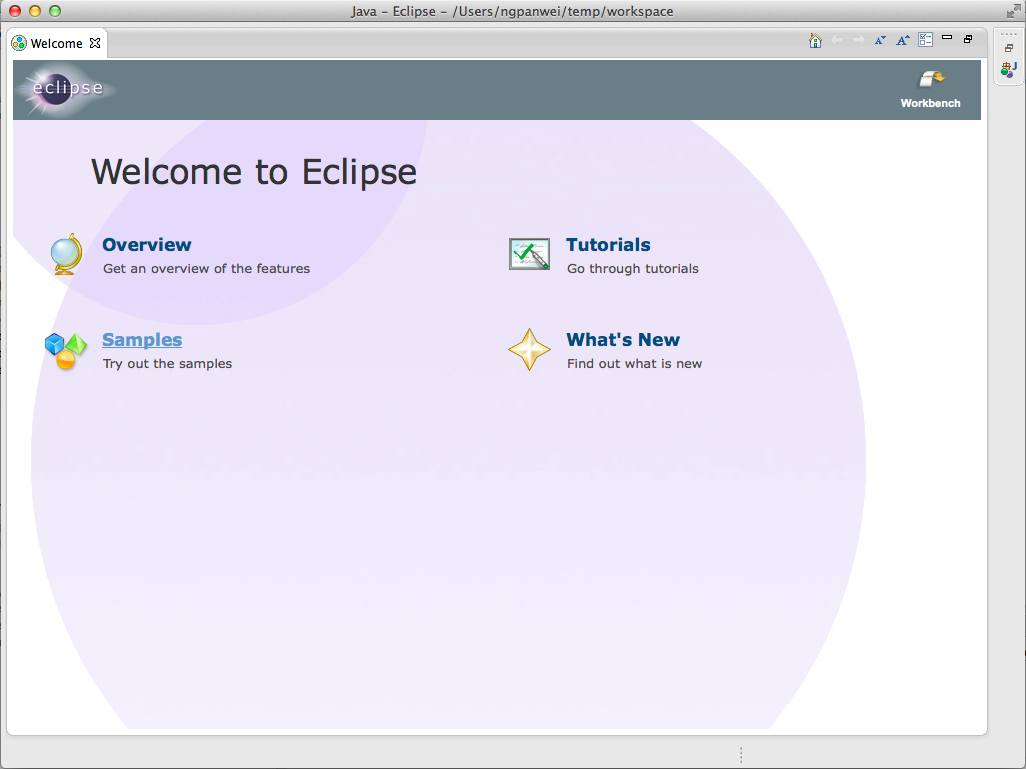 Java – Eclipse – /Users/ngpanwei/temp/workspace
Welcome
eclipse
Workbench
Welcome to Eclipse
Overview
Get an overview of the features
Tutorials
Go through tutorials
Samples
Try out the samples
What's New
Find out what is new